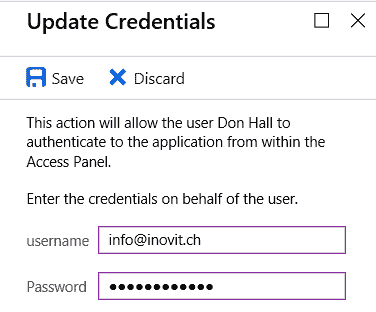 Update Credentials
Save Discard
This action will allow the user Don Hall to
authenticate to the application from within the
Access Panel.
Enter the credentials on behalf of the user.
username info@inovit.ch
Password ••••••••••••